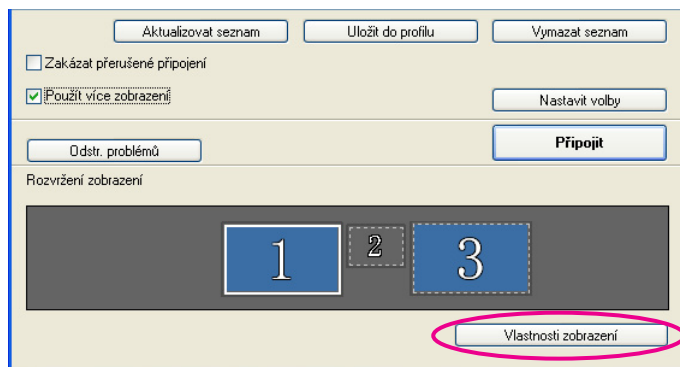 Aktualizovat seznam Uložit do profilu Vymazat seznam
Zakázat přerušené připojení
Použít více zobrazení
Nastavit volby
Připojit
Odstr. problémů
Rozvržení zobrazení
1 2 3
Vlastnosti zobrazení